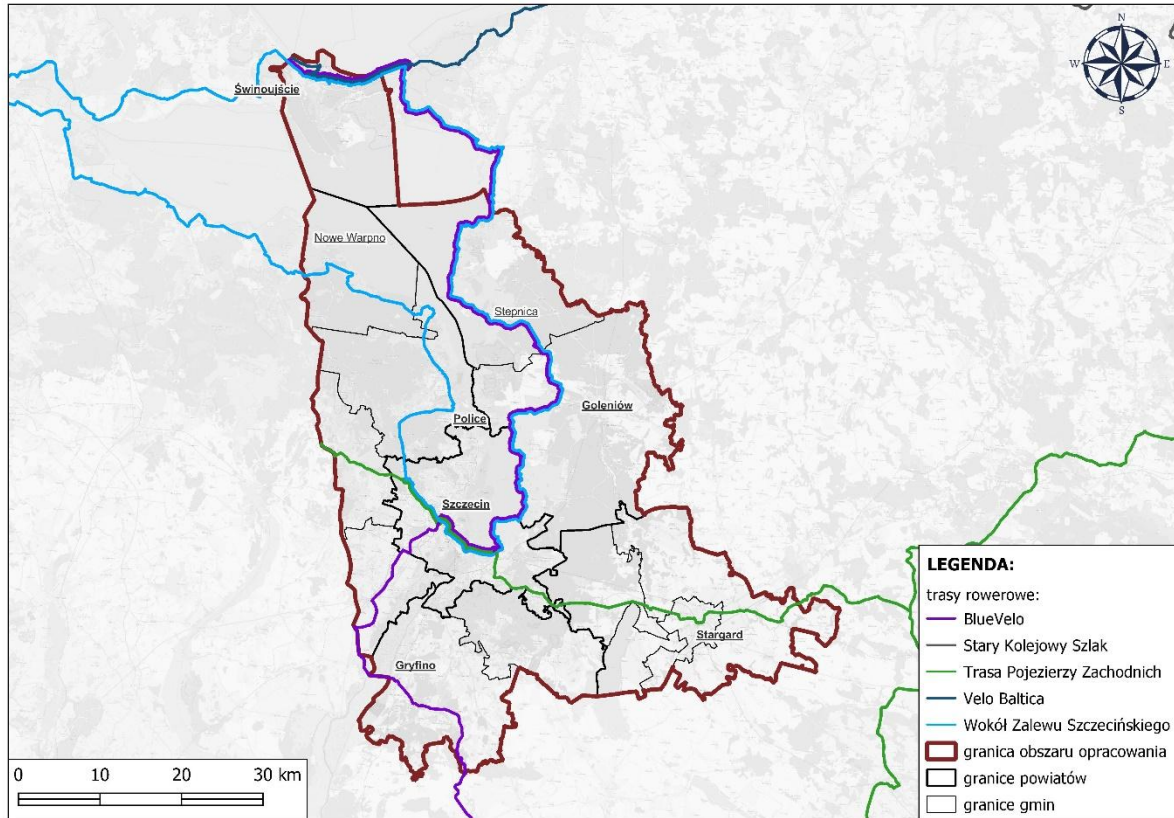 N
W
E
S
Świnoujście
Nowe Warpno
Stepnica
Goleniów
Police
Szczecin
Stargard
Gryfino
LEGENDA:
trasy rowerowe:
BlueVelo
Stary Kolejowy Szlak
Trasa Pojezierzy Zachodnich
Velo Baltica
Wokół Zalewu Szczecińskiego
granica obszaru opracowania
granice powiatów
granice gmin
0 10 20 30 km